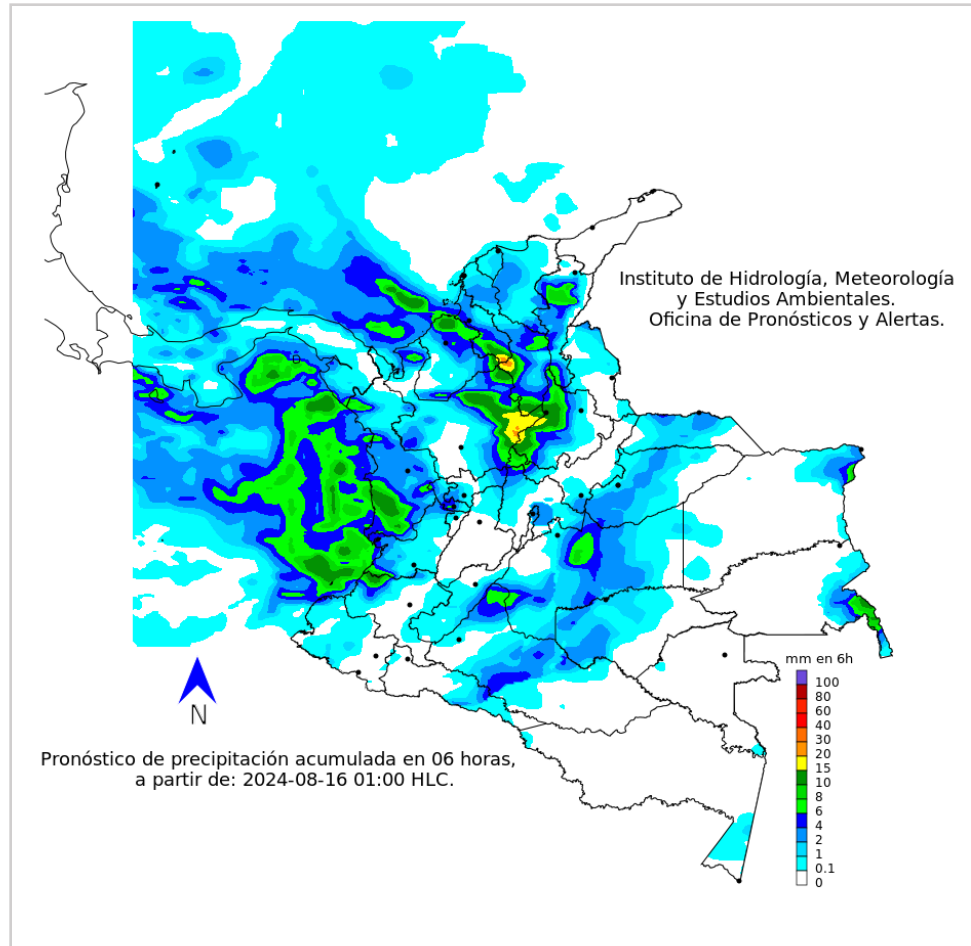 Instituto de Hidrología, Meteorología
y Estudios Ambientales.
Oficina de Pronósticos y Alertas.
mm en 6h
100
80
60
40
30
20
15
10
8
6
4
2
1
0.1
0
N
Pronóstico de precipitación acumulada en 06 horas,
a partir de: 2024-08-16 01:00 HLC.